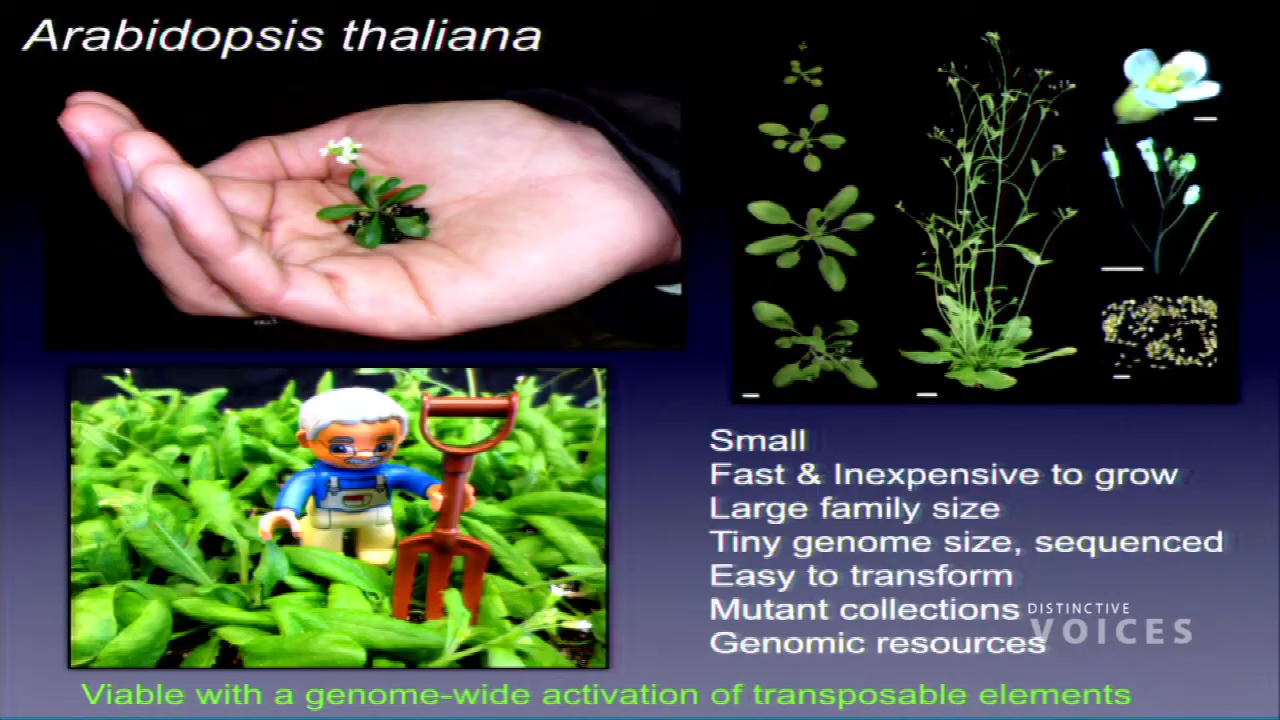 Arabidopsis thaliana
Small
Fast & Inexpensive to grow
Large family size
Tiny genome size, sequenced
Easy to transform
Mutant collections
Genomic resources
DISTINCTIVE
VOICES
Viable with a genome-wide activation of transposable elements